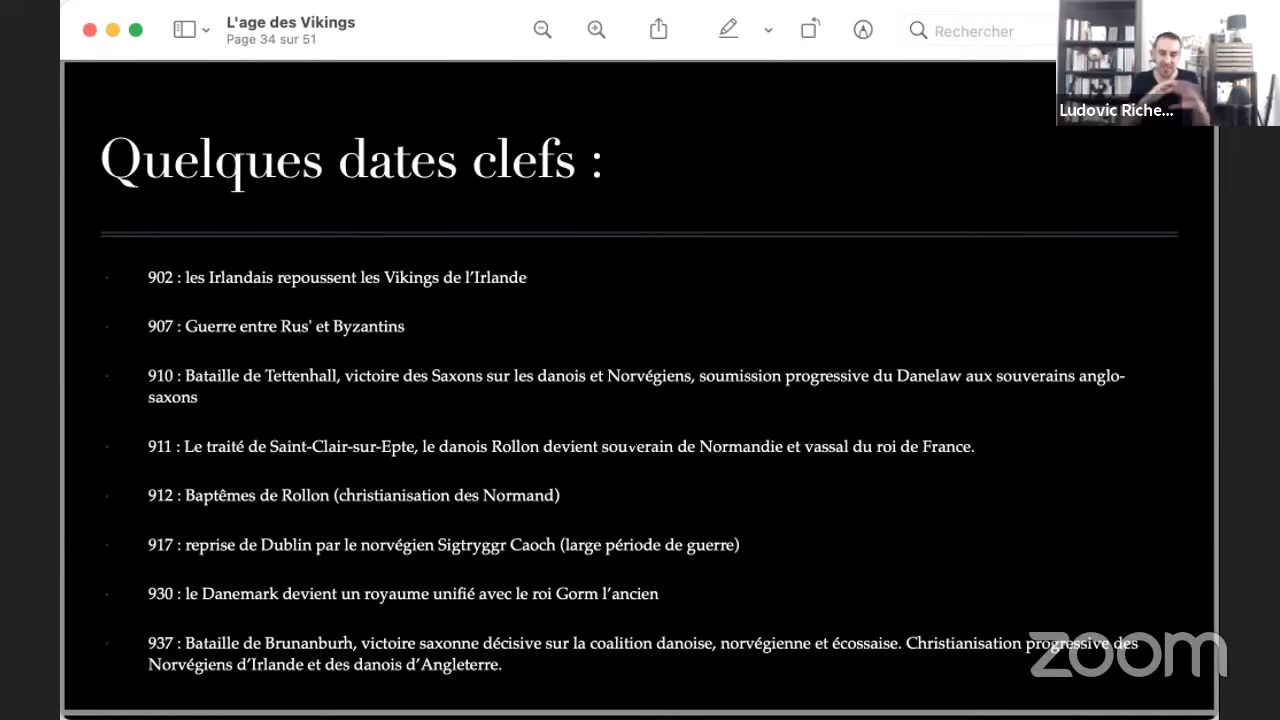 L'age des Vikings
Page 34 sur 51
Rechercher
Ludovic Riche...
Quelques dates clefs :
902 : les Irlandais repoussent les Vikings de l'Irlande
907 : Guerre entre Rus' et Byzantins
910 : Bataille de Tettenhall, victoire des Saxons sur les danois et Norvégiens, soumission progressive du Danelaw aux souverains anglo-
saxons
911 : Le traité de Saint-Clair-sur-Epte, le danois Rollon devient souverain de Normandie et vassal du roi de France.
912 : Baptêmes de Rollon (christianisation des Normand)
917 : reprise de Dublin par le norvégien Sigtryggr Caoch (large période de guerre)
930 : le Danemark devient un royaume unifié avec le roi Gorm l'ancien
937 : Bataille de Brunanburh, victoire saxonne décisive sur la coalition danoise, norvégienne et écossaise. Christianisation progressive des
Norvégiens d'Irlande et des danois d'Angleterre.
zoom